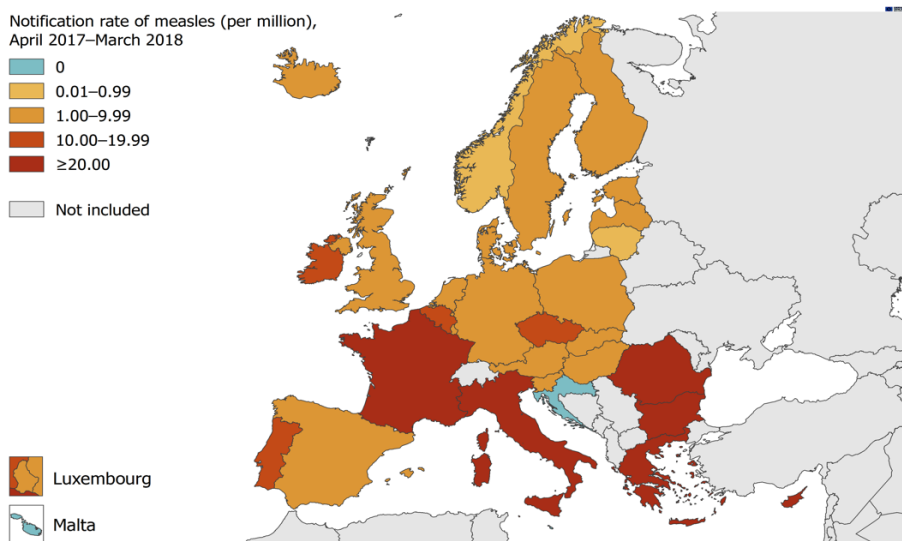 Notification rate of measles (per million),
April 2017–March 2018
0
0.01–0.99
1.00–9.99
10.00–19.99
≥20.00
Not included
Luxembourg
Malta